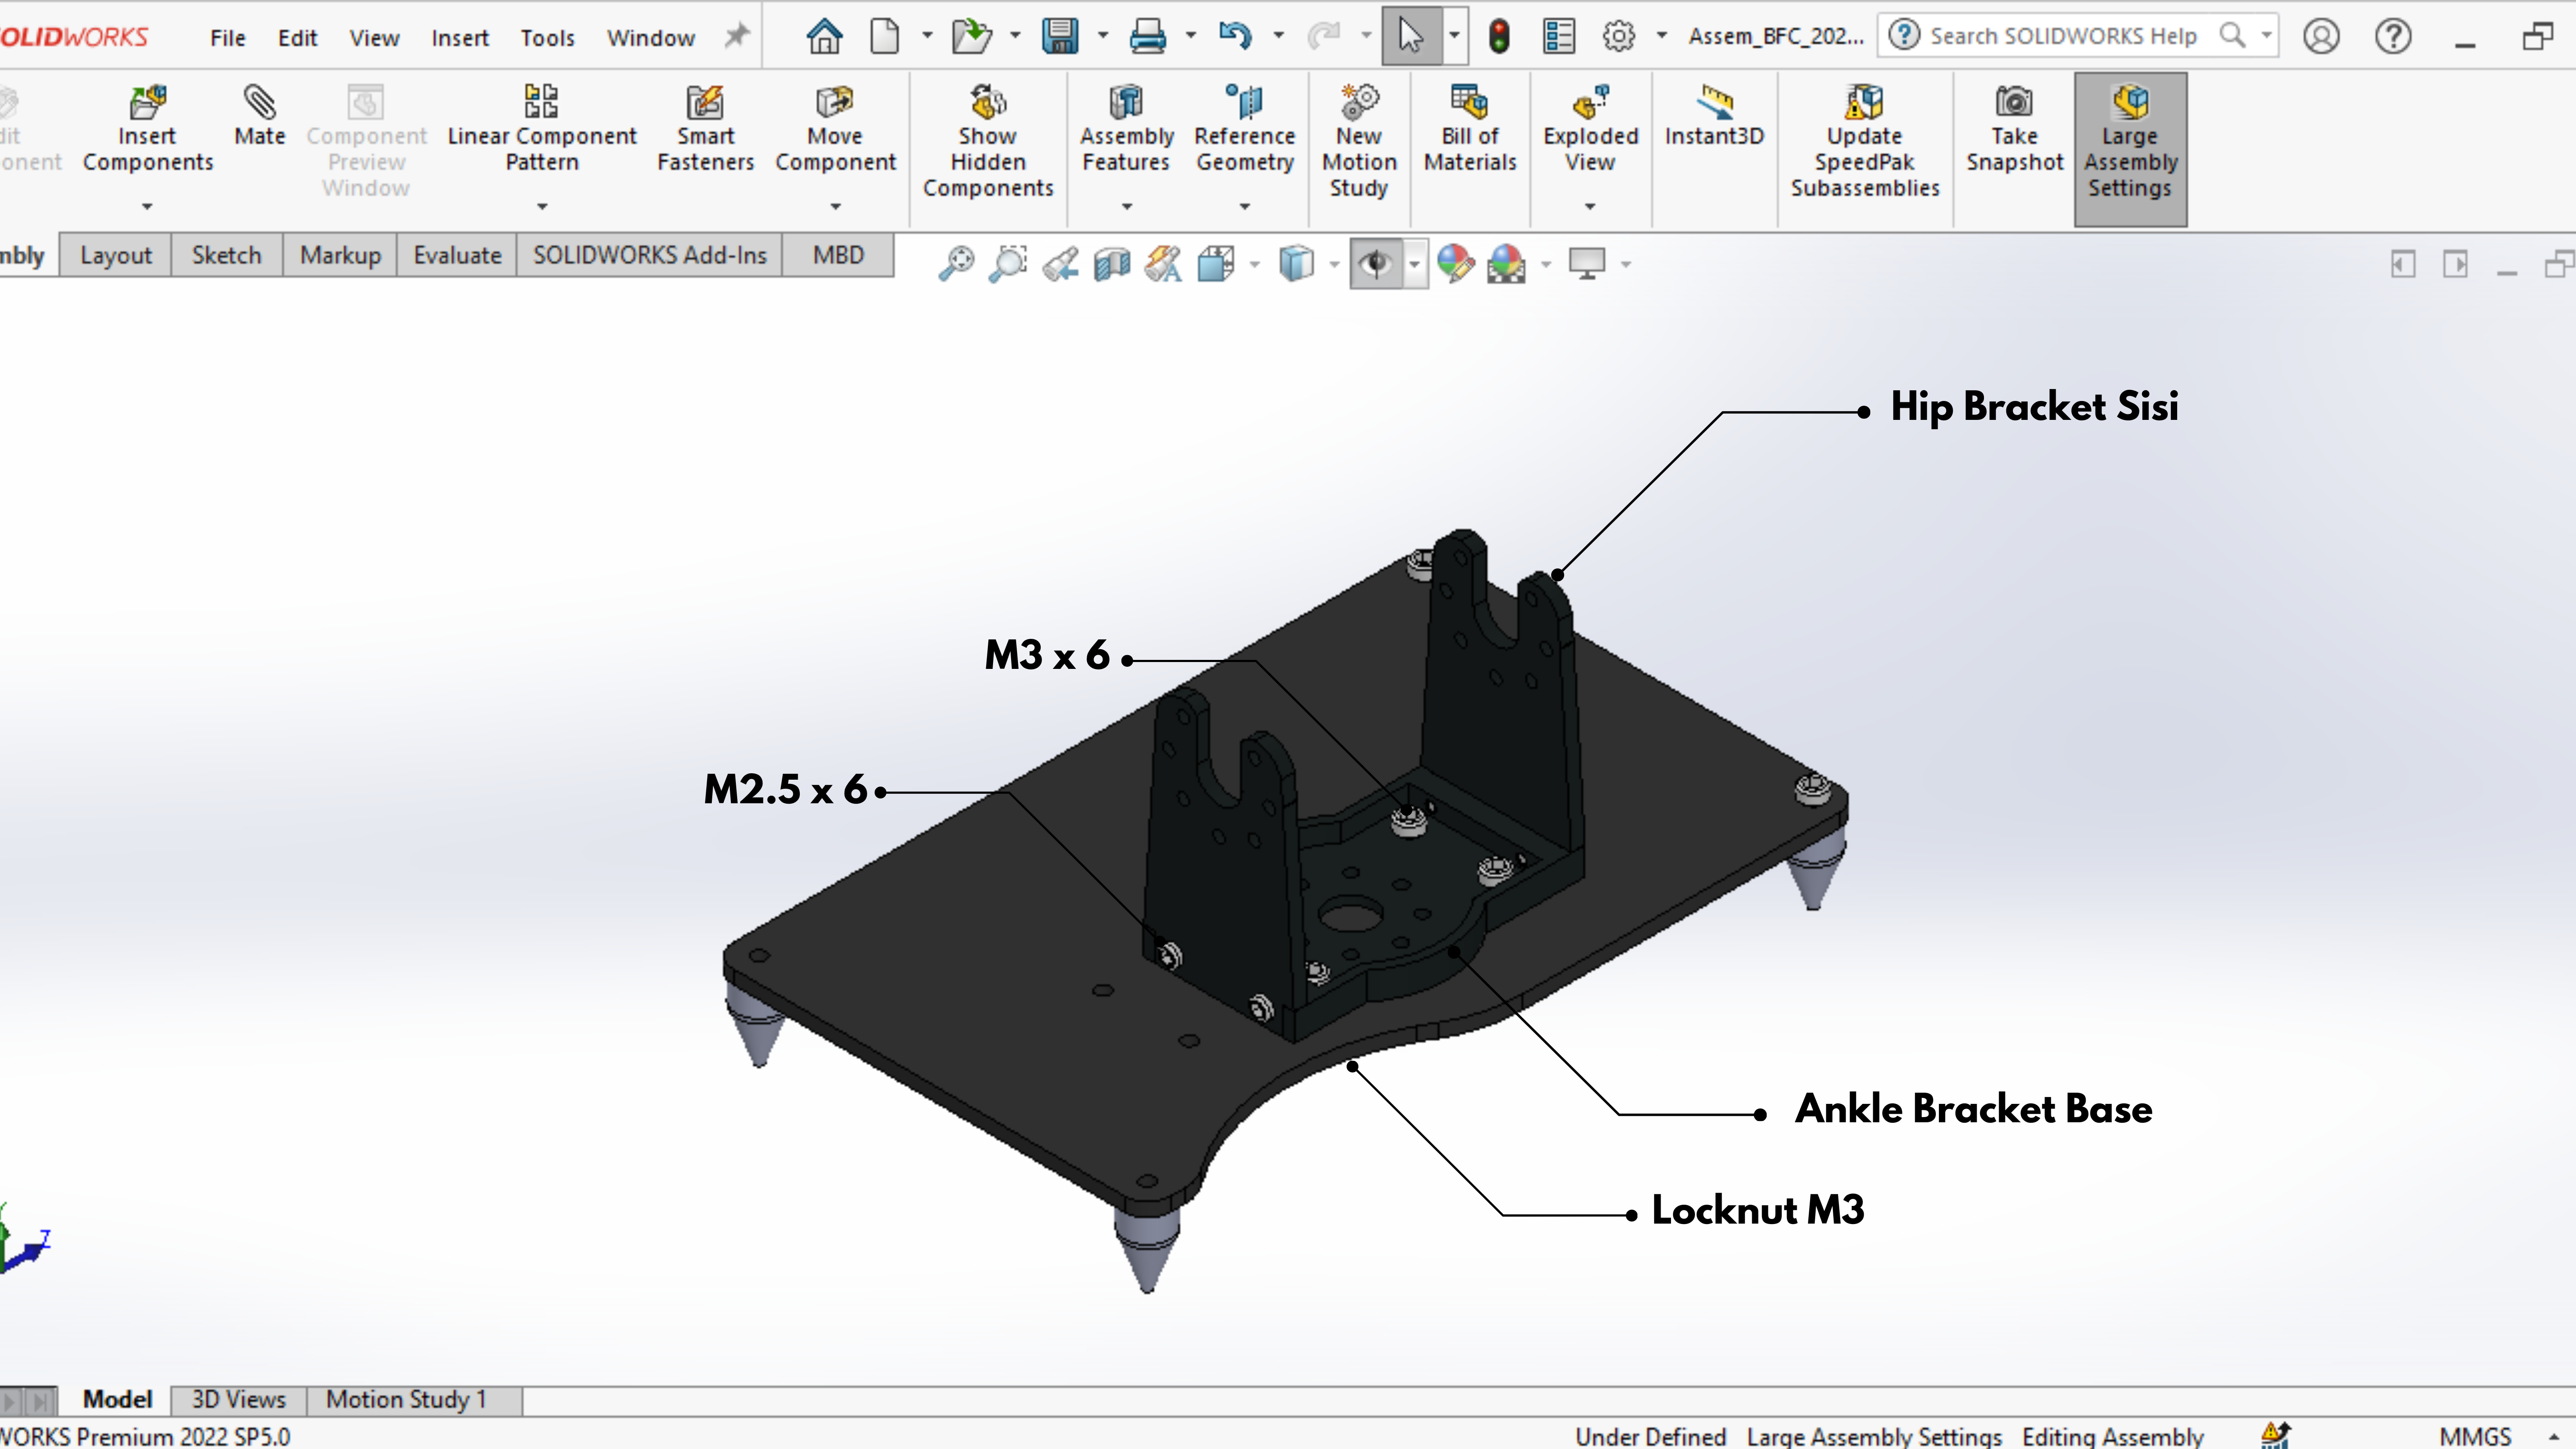 OLIDWORKS File Edit View Insert Tools Window Assem_BFC_202... Search SOLIDWORKS Help
dit
onent
Insert
Components
Mate
Component
Preview
Window
Linear Component
Pattern
Smart
Fasteners
Move
Component
Show
Hidden
Components
Assembly
Features
Reference
Geometry
New
Motion
Study
Bill of
Materials
Exploded
View
Instant3D
Update
SpeedPak
Subassemblies
Take
Snapshot
Large
Assembly
Settings
mbly Layout Sketch Markup Evaluate SOLIDWORKS Add-Ins MBD
Hip Bracket Sisi
M3 x 6
M2.5 x 6
Ankle Bracket Base
Locknut M3
Z
Model 3D Views Motion Study 1
WORKS Premium 2022 SP5.0 Under Defined Large Assembly Settings Editing Assembly MMGS